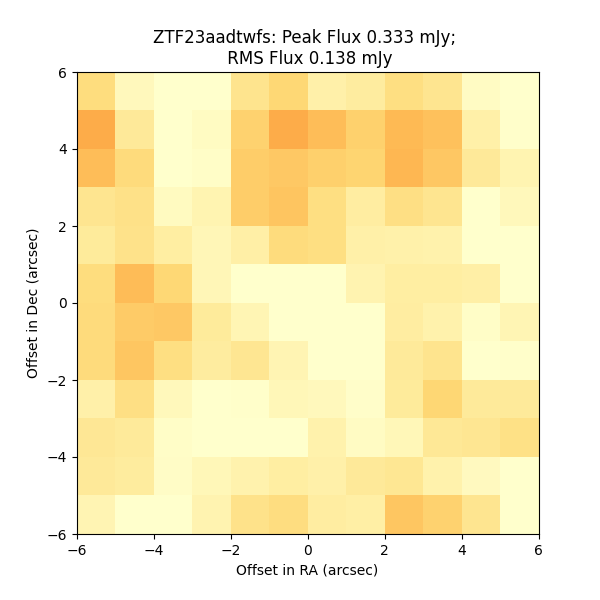 ZTF23aadtwfs: Peak Flux 0.333 mJy;
RMS Flux 0.138 mJy
6
4
2
0
−2
−4
−6
Offset in Dec (arcsec)
−6 −4 −2 0 2 4 6
Offset in RA (arcsec)